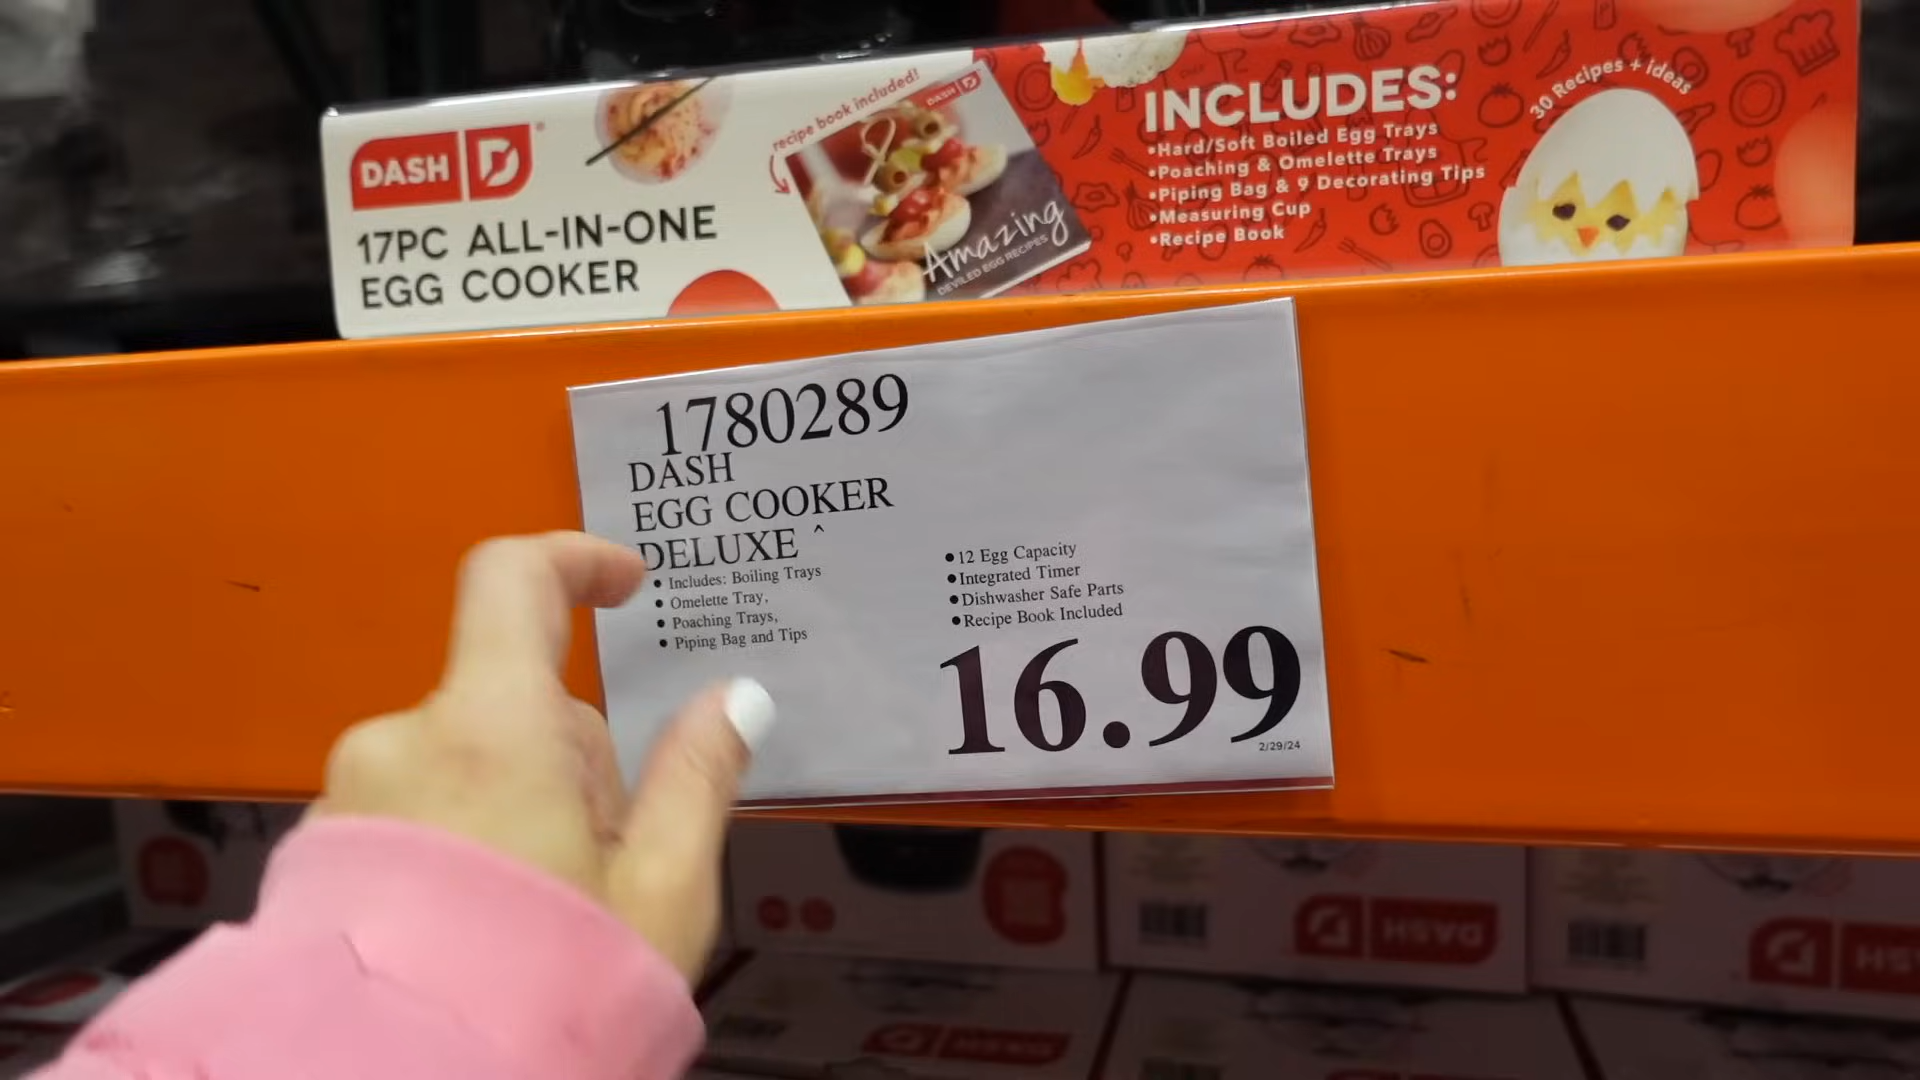 DASH D
17PC ALL-IN-ONE
EGG COOKER
recipe book included!
DASH D
Amazing
DEVILED EGG RECIPES
INCLUDES:
•Hard/Soft Boiled Egg Trays
•Poaching & Omelette Trays
•Piping Bag & 9 Decorating Tips
•Measuring Cup
•Recipe Book
30 Recipes + ideas
1780289
DASH
EGG COOKER
DELUXE ^
• Includes: Boiling Trays
• Omelette Tray,
• Poaching Trays,
• Piping Bag and Tips
•12 Egg Capacity
•Integrated Timer
•Dishwasher Safe Parts
•Recipe Book Included
16.99
2/29/24
DASH
DASH
DASH